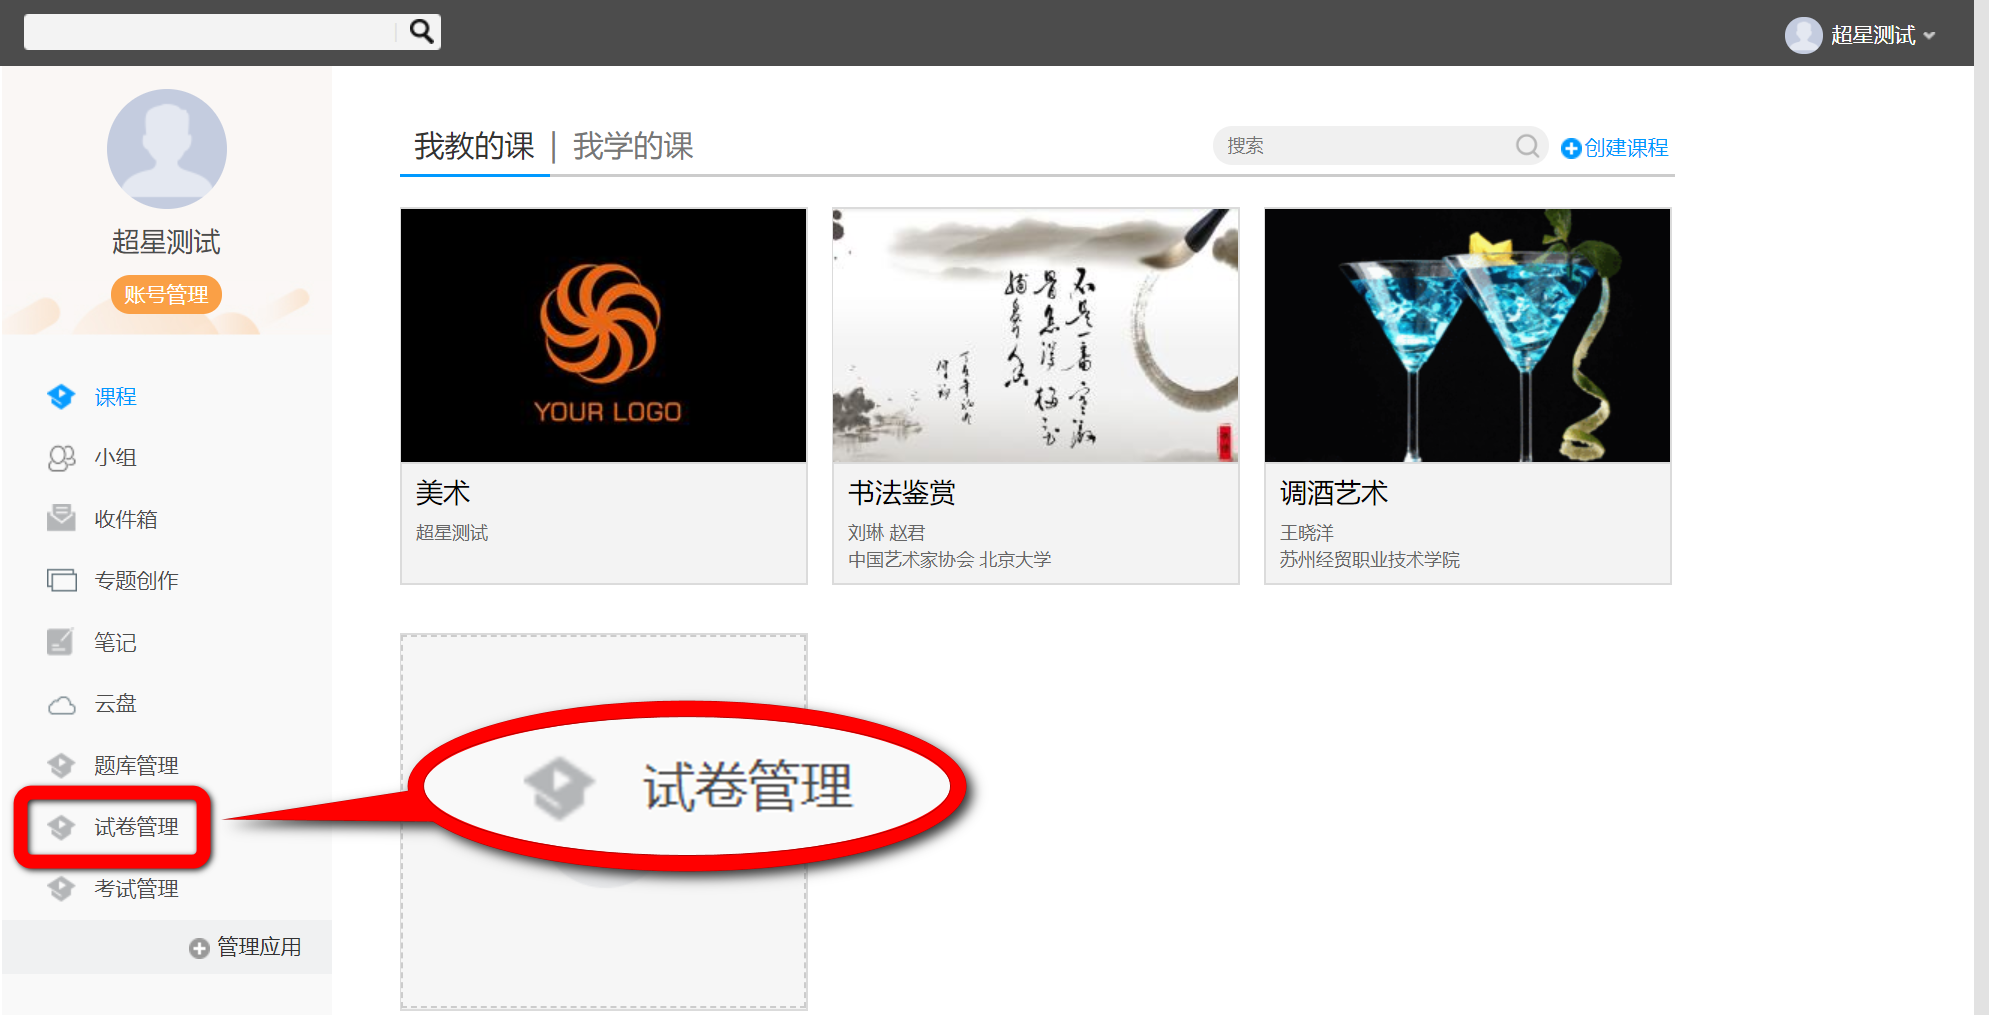 超星测试
超星测试
账号管理
课程
小组
收件箱
专题创作
笔记
云盘
题库管理
试卷管理
考试管理
管理应用
我教的课 | 我学的课
搜索
创建课程
YOUR LOGO
美术
超星测试
书法鉴赏
刘琳 赵君
中国艺术家协会 北京大学
调酒艺术
王晓洋
苏州经贸职业技术学院
试卷管理